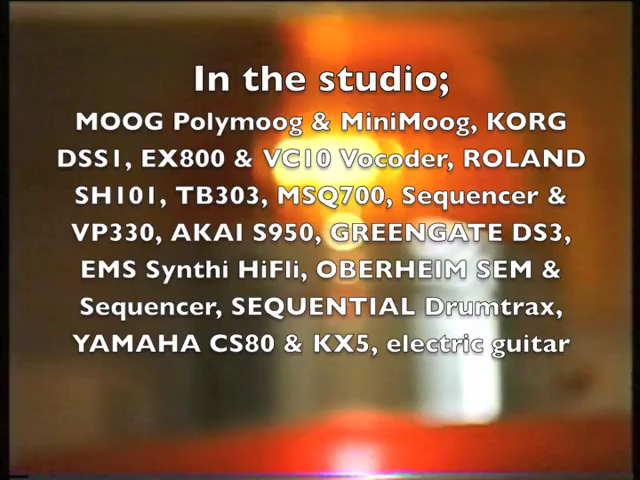 In the studio;
MOOG Polymoog & MiniMoog, KORG
DSS1, EX800 & VC10 Vocoder, ROLAND
SH101, TB303, MSQ700, Sequencer &
VP330, AKAI S950, GREENGATE DS3,
EMS Synthi HiFli, OBERHEIM SEM &
Sequencer, SEQUENTIAL Drumtrax,
YAMAHA CS80 & KX5, electric guitar